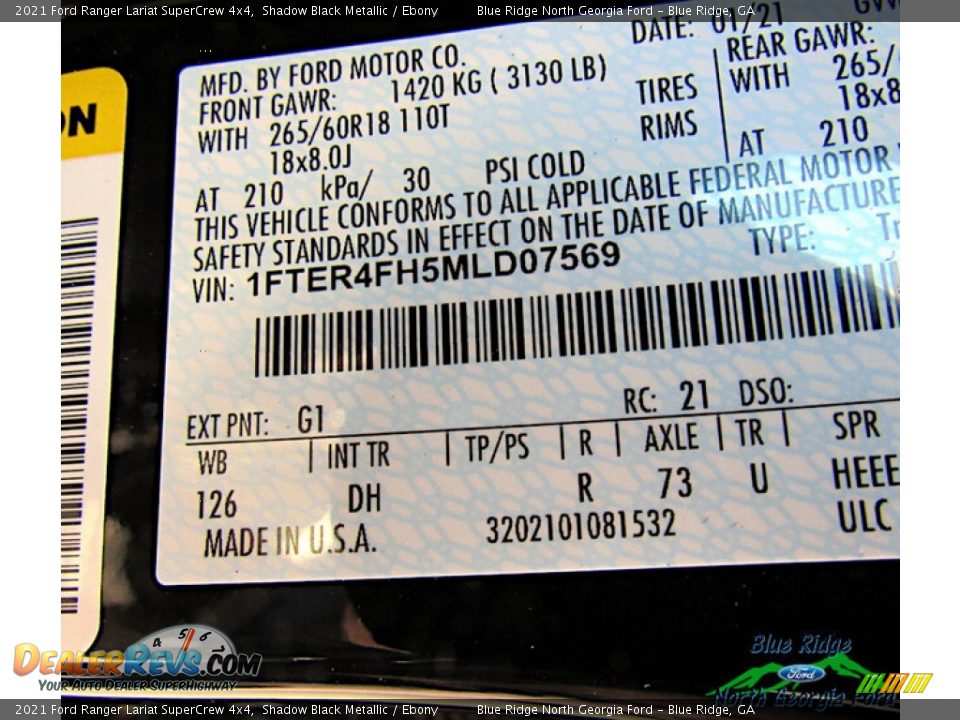 2021 Ford Ranger Lariat SuperCrew 4x4,  Shadow Black Metallic / Ebony          Blue Ridge North Georgia Ford – Blue Ridge, GA
DATE: 01/21
MFD. BY FORD MOTOR CO.
FRONT GAWR: 1420 KG ( 3130 LB)
REAR GAWR:
WITH 265/60R18 110T TIRES
WITH 265/
18x8.0J RIMS
18x8
AT 210 kPa/ 30 PSI COLD
AT 210
THIS VEHICLE CONFORMS TO ALL APPLICABLE FEDERAL MOTOR
SAFETY STANDARDS IN EFFECT ON THE DATE OF MANUFACTURE
VIN: 1FTER4FH5MLD07569
TYPE:
EXT PNT: G1
RC: 21 DSO:
WB | INT TR | TP/PS | R | AXLE | TR | SPR
126 DH R 73 U HEEE
MADE IN U.S.A.
3202101081532
ULC
4 5 6
DEALERREVS.COM
YOUR AUTO DEALER SUPERHIGHWAY
Blue Ridge
Ford
North Georgia Ford
2021 Ford Ranger Lariat SuperCrew 4x4,  Shadow Black Metallic / Ebony          Blue Ridge North Georgia Ford – Blue Ridge, GA